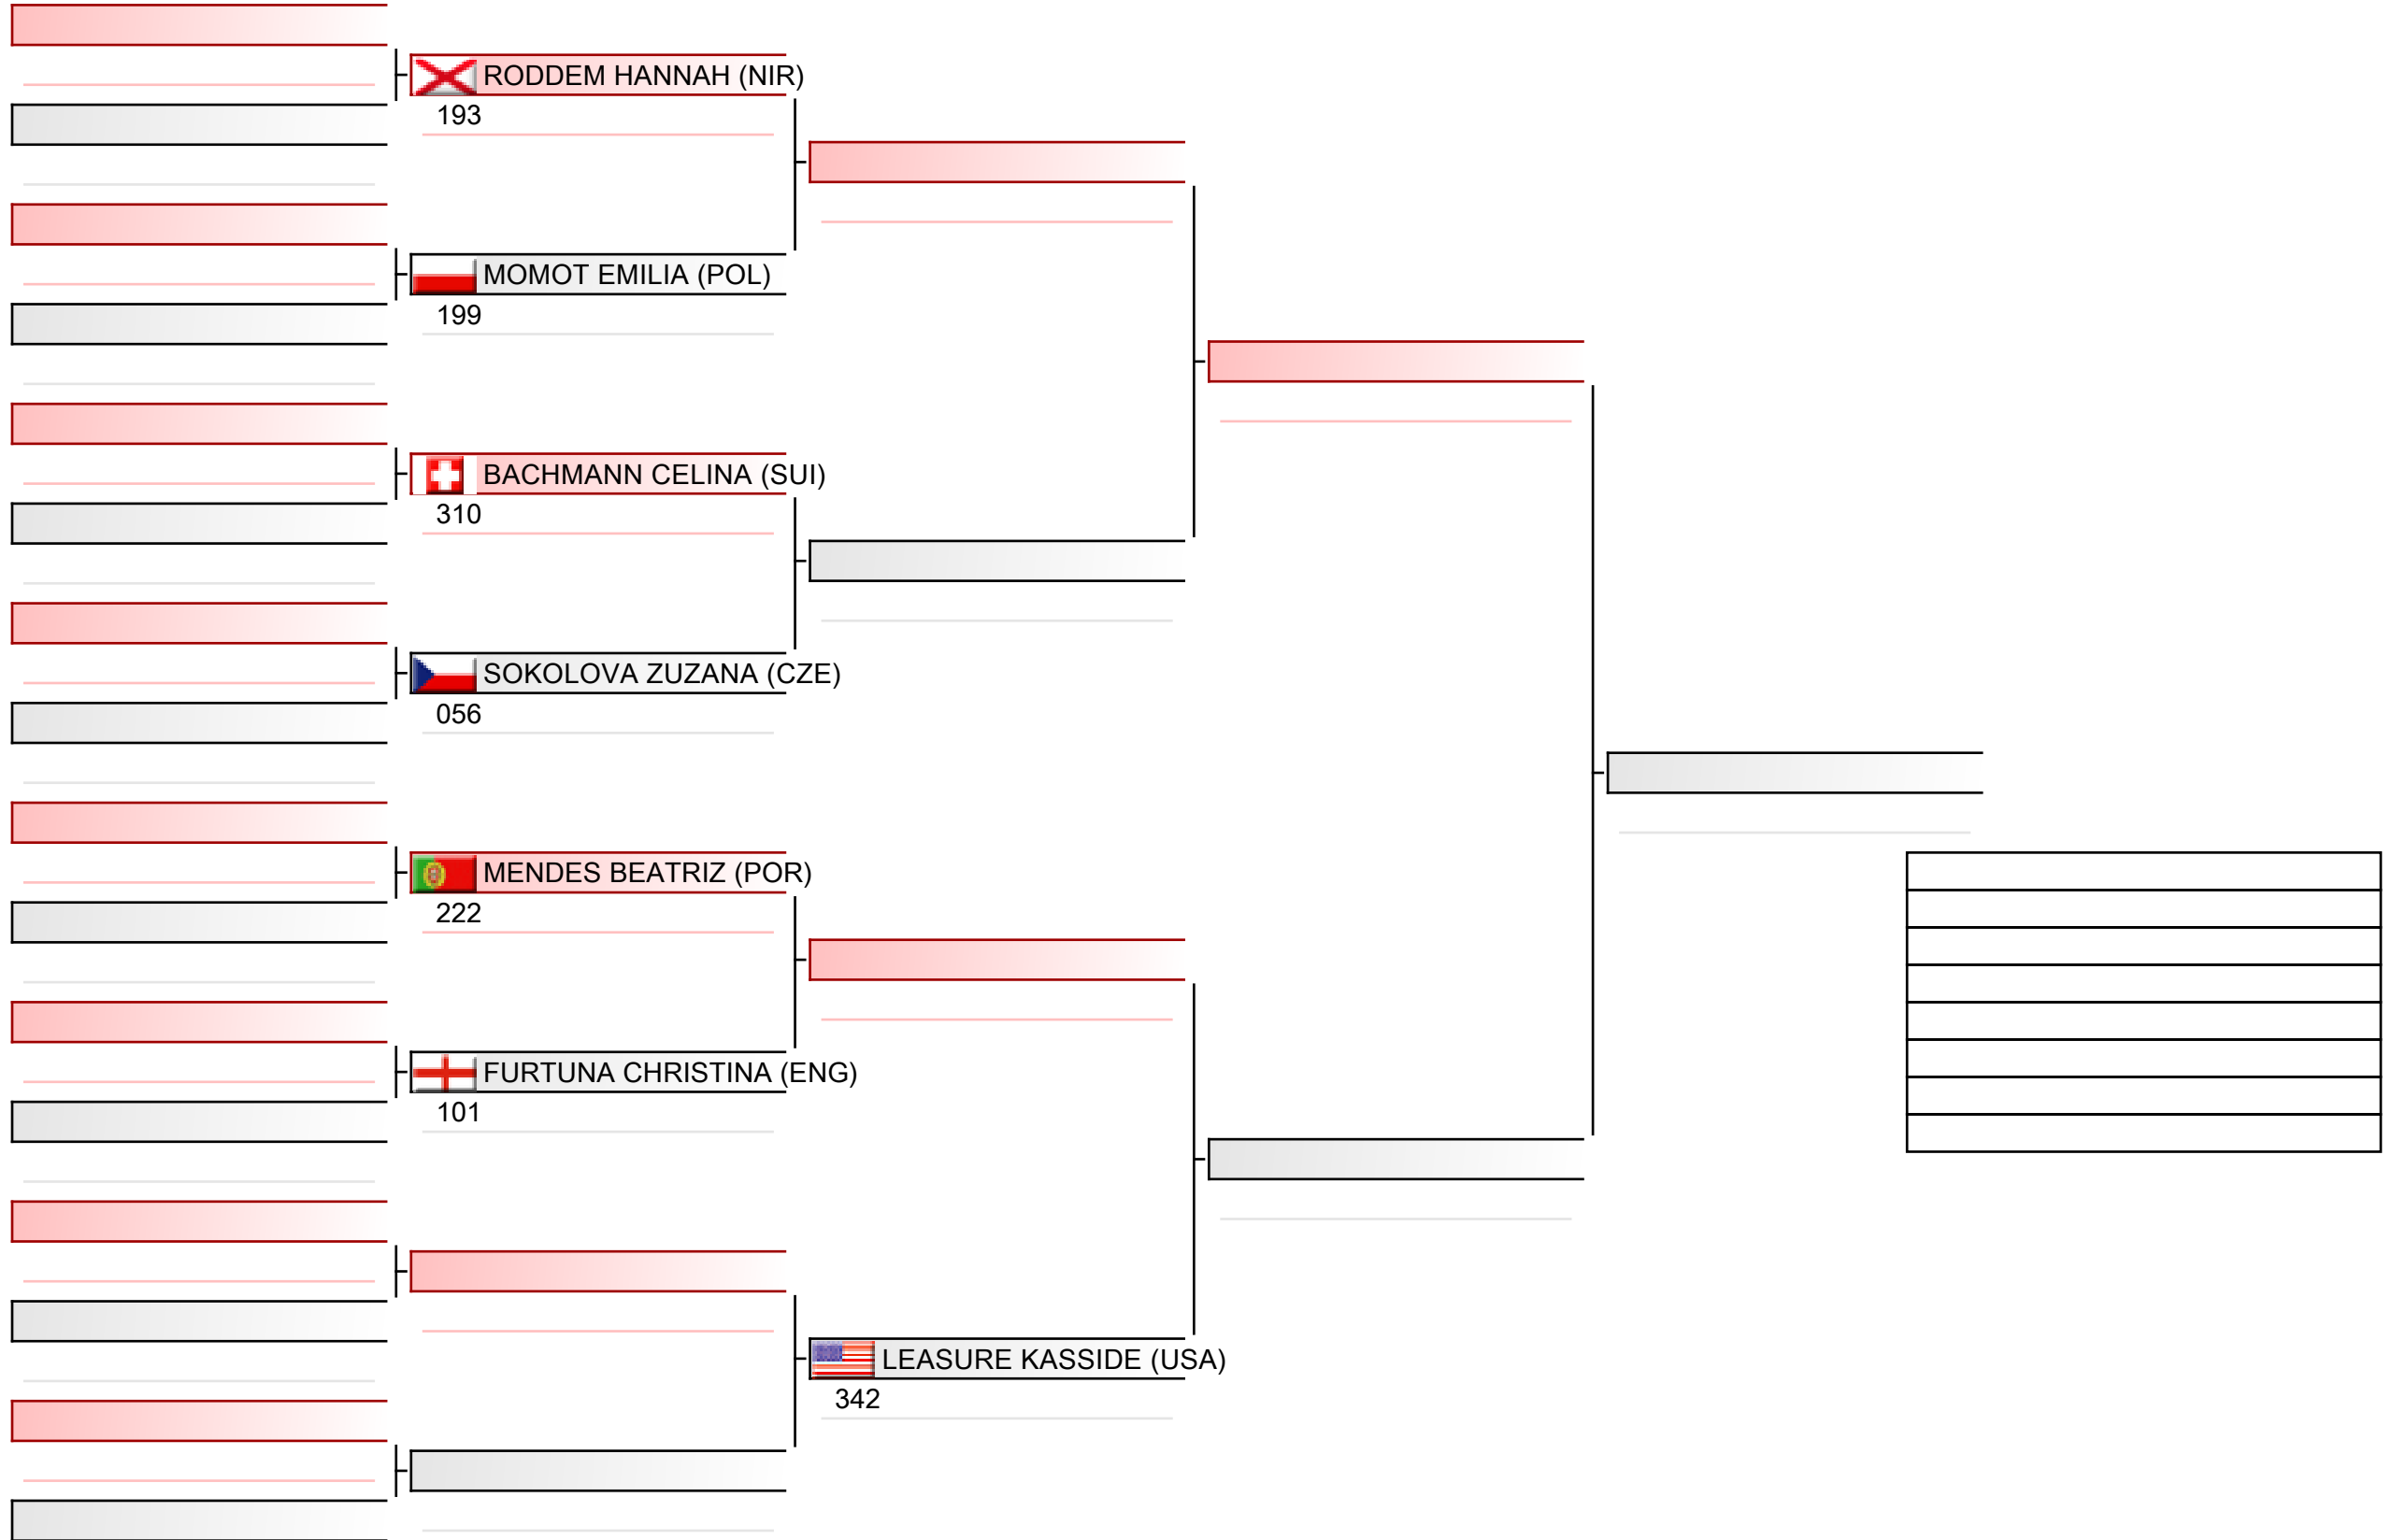 RODDEM HANNAH (NIR)
193
MOMOT EMILIA (POL)
199
BACHMANN CELINA (SUI)
310
SOKOLOVA ZUZANA (CZE)
056
MENDES BEATRIZ (POR)
222
FURTUNA CHRISTINA (ENG)
101
LEASURE KASSIDE (USA)
342